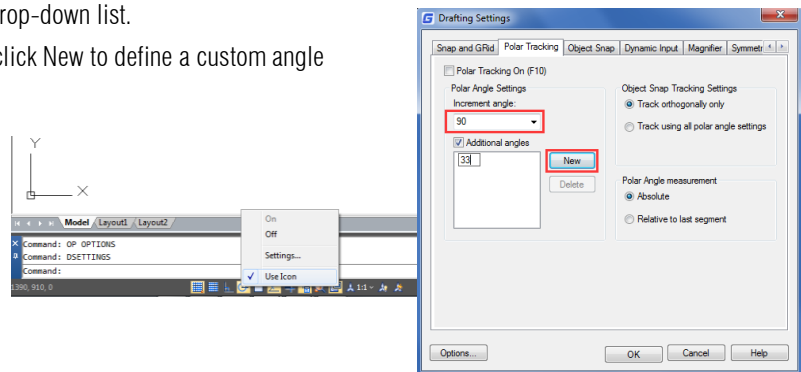 rop-down list.
click New to define a custom angle
Y
X
Model Layout1 Layout2
Command: OP OPTIONS
Command: DSETTINGS
Command:
1390, 910, 0
On
Off
Settings...
Use Icon
1:1
Drafting Settings
Snap and GRid Polar Tracking Object Snap Dynamic Input Magnifier Symmetr
Polar Tracking On (F10)
Polar Angle Settings
Increment angle:
90
Additional angles
33
New
Delete
Object Snap Tracking Settings
Track orthogonally only
Track using all polar angle settings
Polar Angle measurement
Absolute
Relative to last segment
Options...
OK Cancel Help